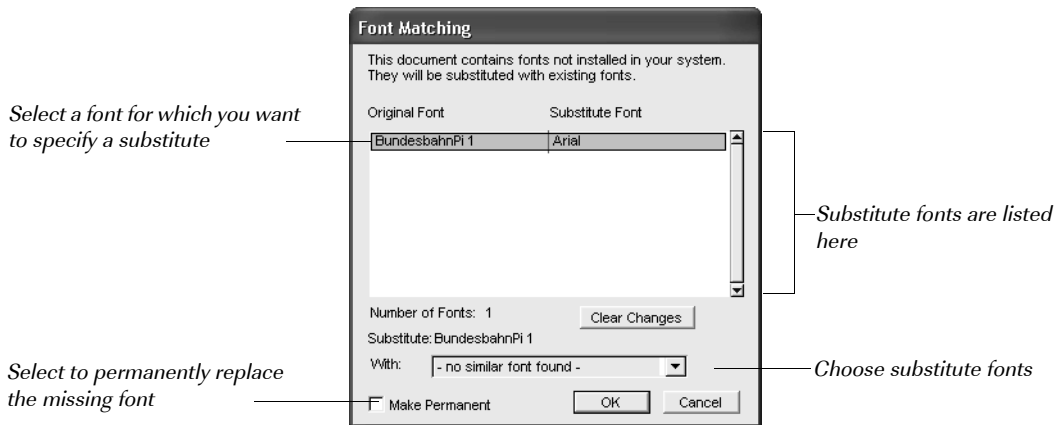 Font Matching
This document contains fonts not installed in your system.
They will be substituted with existing fonts.
Select a font for which you want
to specify a substitute
Original Font Substitute Font
BundesbahnPi 1 Arial
Substitute fonts are listed
here
Number of Fonts: 1 Clear Changes
Substitute: BundesbahnPi 1
With: - no similar font found -
Choose substitute fonts
Select to permanently replace
the missing font
Make Permanent OK Cancel